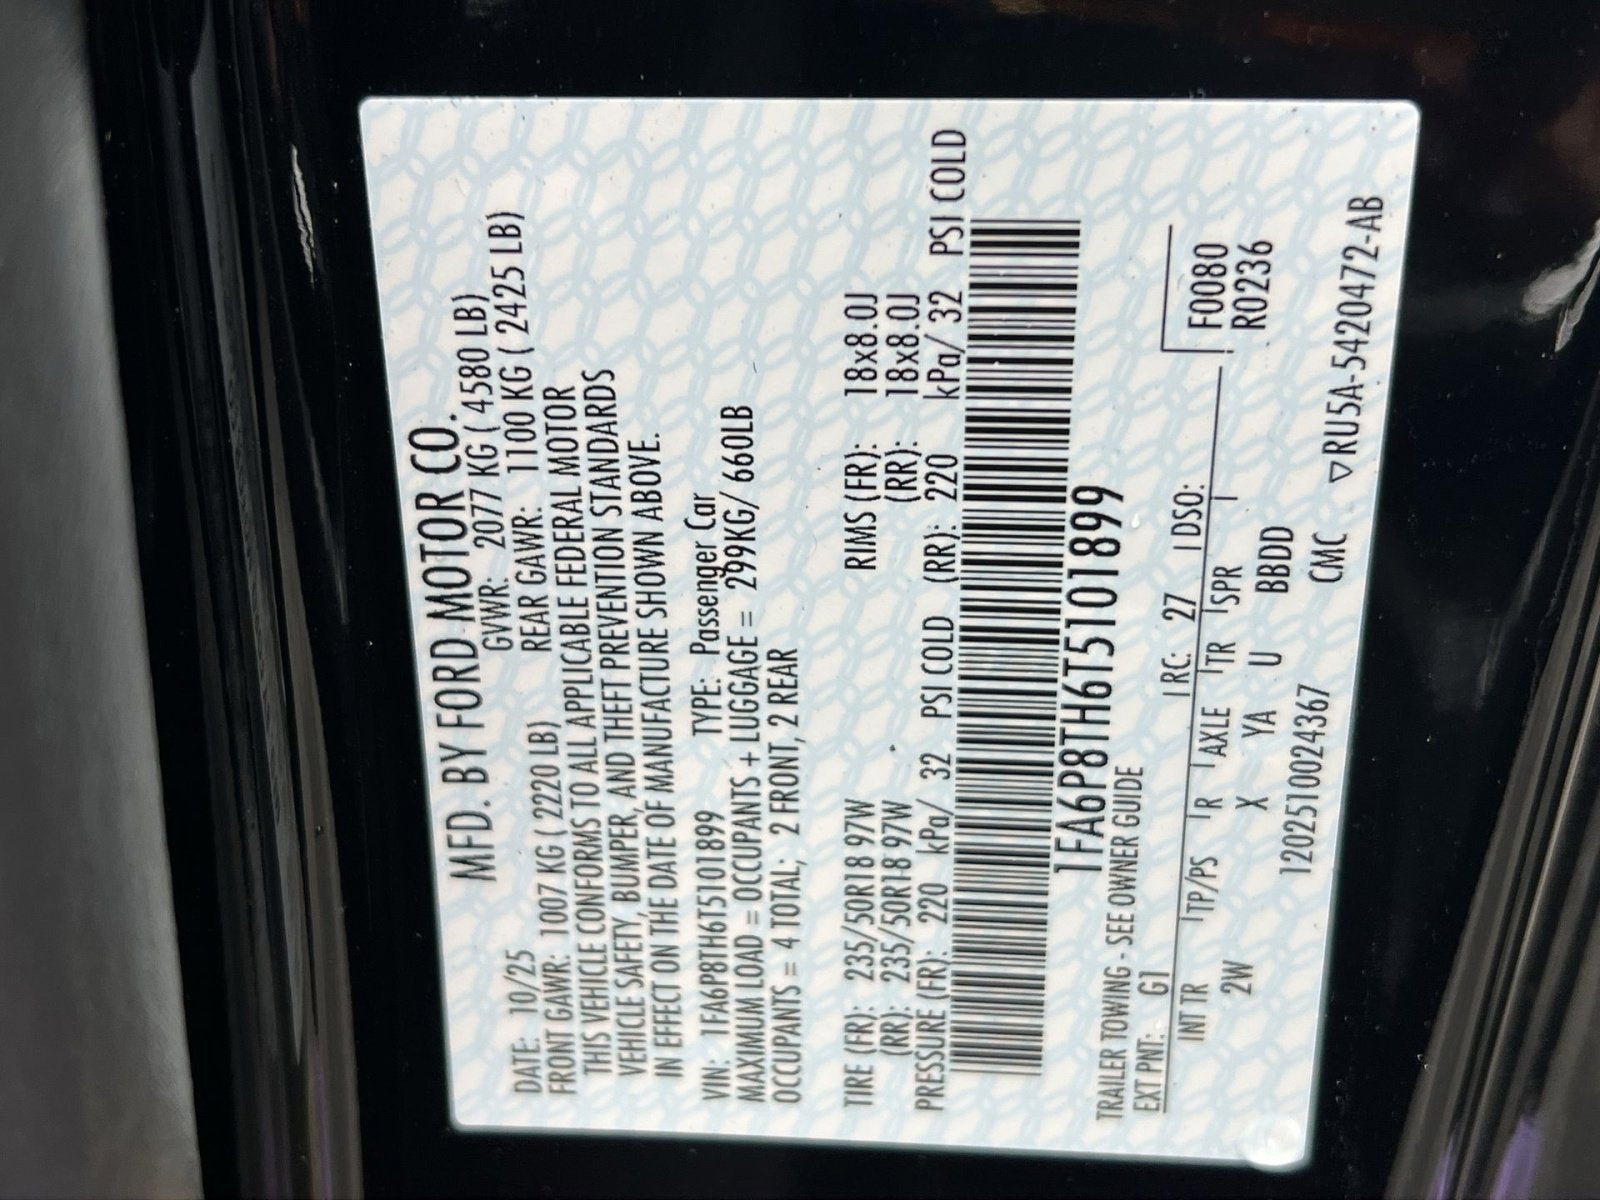 MFD. BY FORD MOTOR CO.
DATE: 10/25 GVWR: 2077 KG ( 4580 LB)
FRONT GAWR: 1007 KG ( 2220 LB) REAR GAWR: 1100 KG ( 2425 LB)
THIS VEHICLE CONFORMS TO ALL APPLICABLE FEDERAL MOTOR
VEHICLE SAFETY, BUMPER, AND THEFT PREVENTION STANDARDS
IN EFFECT ON THE DATE OF MANUFACTURE SHOWN ABOVE.
VIN: 1FA6P8TH6T5101899 TYPE: Passenger Car
MAXIMUM LOAD = OCCUPANTS + LUGGAGE = 299KG/ 660LB
OCCUPANTS = 4 TOTAL; 2 FRONT, 2 REAR
TIRE (FR): 235/50R18 97W RIMS (FR): 18x8.0J
(RR): 235/50R18 97W (RR): 18x8.0J
PRESSURE (FR): 220 kPa/ 32 PSI COLD (RR): 220 kPa/ 32 PSI COLD
1FA6P8TH6T5101899
TRAILER TOWING - SEE OWNER GUIDE
EXT PNT: G1 RC: 27 DSO:
INT TR TP/PS R AXLE TR SPR F0080
2W X YA U BBDD R0236
1202510024367 CMC ▽RU5A-5420472-AB